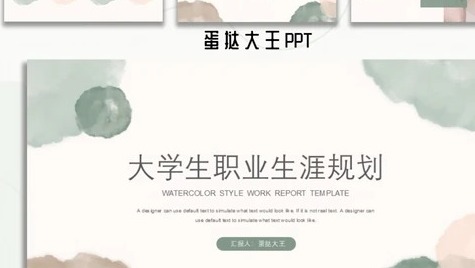 蛋挞大王PPT
大学生职业生涯规划
WATERCOLOR STYLE WORK REPORT TEMPLATE
A designer can use default text to simulate what text would look like. If it is not real text. A designer can
use default text to simulate what text would look like.
汇报人：蛋挞大王